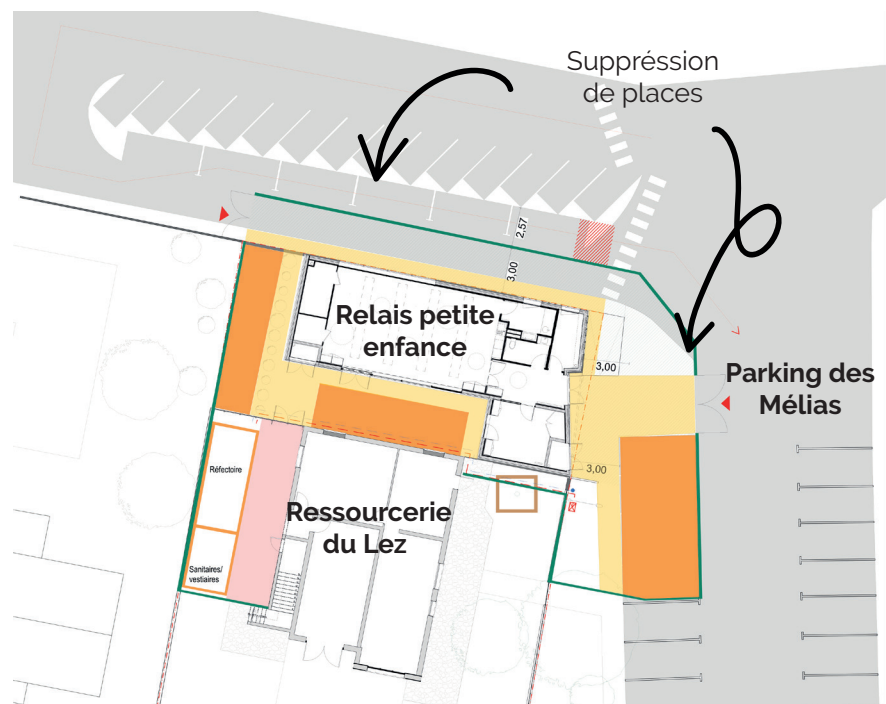 Suppréssion
de places
2,57
3,00
Relais petite
enfance
3,00
Parking des
Mélias
3,00
Réfectoire
Ressourcerie
du Lez
Sanitaires/
vestiaires